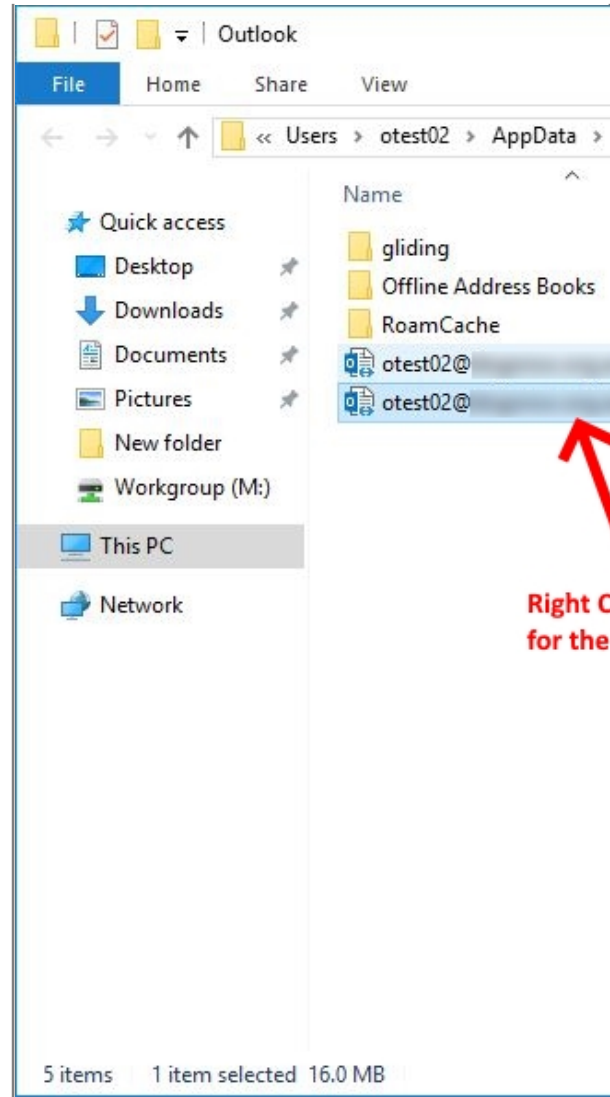 Outlook
File Home Share View
« Users > otest02 > AppData >
Name
Quick access
Desktop
Downloads
Documents
Pictures
New folder
Workgroup (M:)
This PC
Network
gliding
Offline Address Books
RoamCache
otest02@
otest02@
Right
for the
5 items 1 item selected 16.0 MB